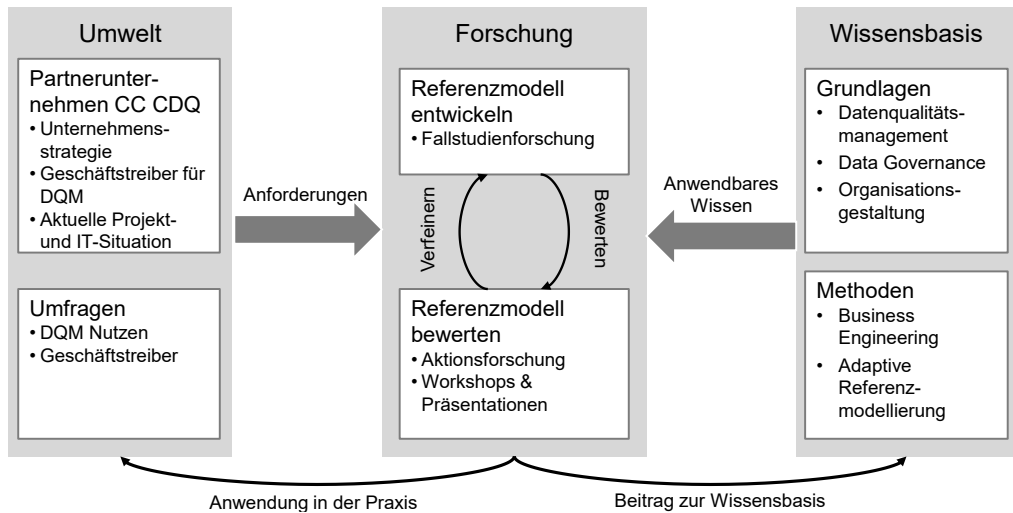 Umwelt
Partnerunter-
nehmen CC CDQ
• Unternehmens-
strategie
• Geschäftstreiber für
DQM
• Aktuelle Projekt-
und IT-Situation
Umfragen
• DQM Nutzen
• Geschäftstreiber
Anforderungen
Forschung
Referenzmodell
entwickeln
• Fallstudienforschung
Verfeinern
Bewerten
Referenzmodell
bewerten
• Aktionsforschung
• Workshops &
Präsentationen
Anwendbares
Wissen
Wissensbasis
Grundlagen
• Datenqualitäts-
management
• Data Governance
• Organisations-
gestaltung
Methoden
• Business
Engineering
• Adaptive
Referenz-
modellierung
Anwendung in der Praxis
Beitrag zur Wissensbasis